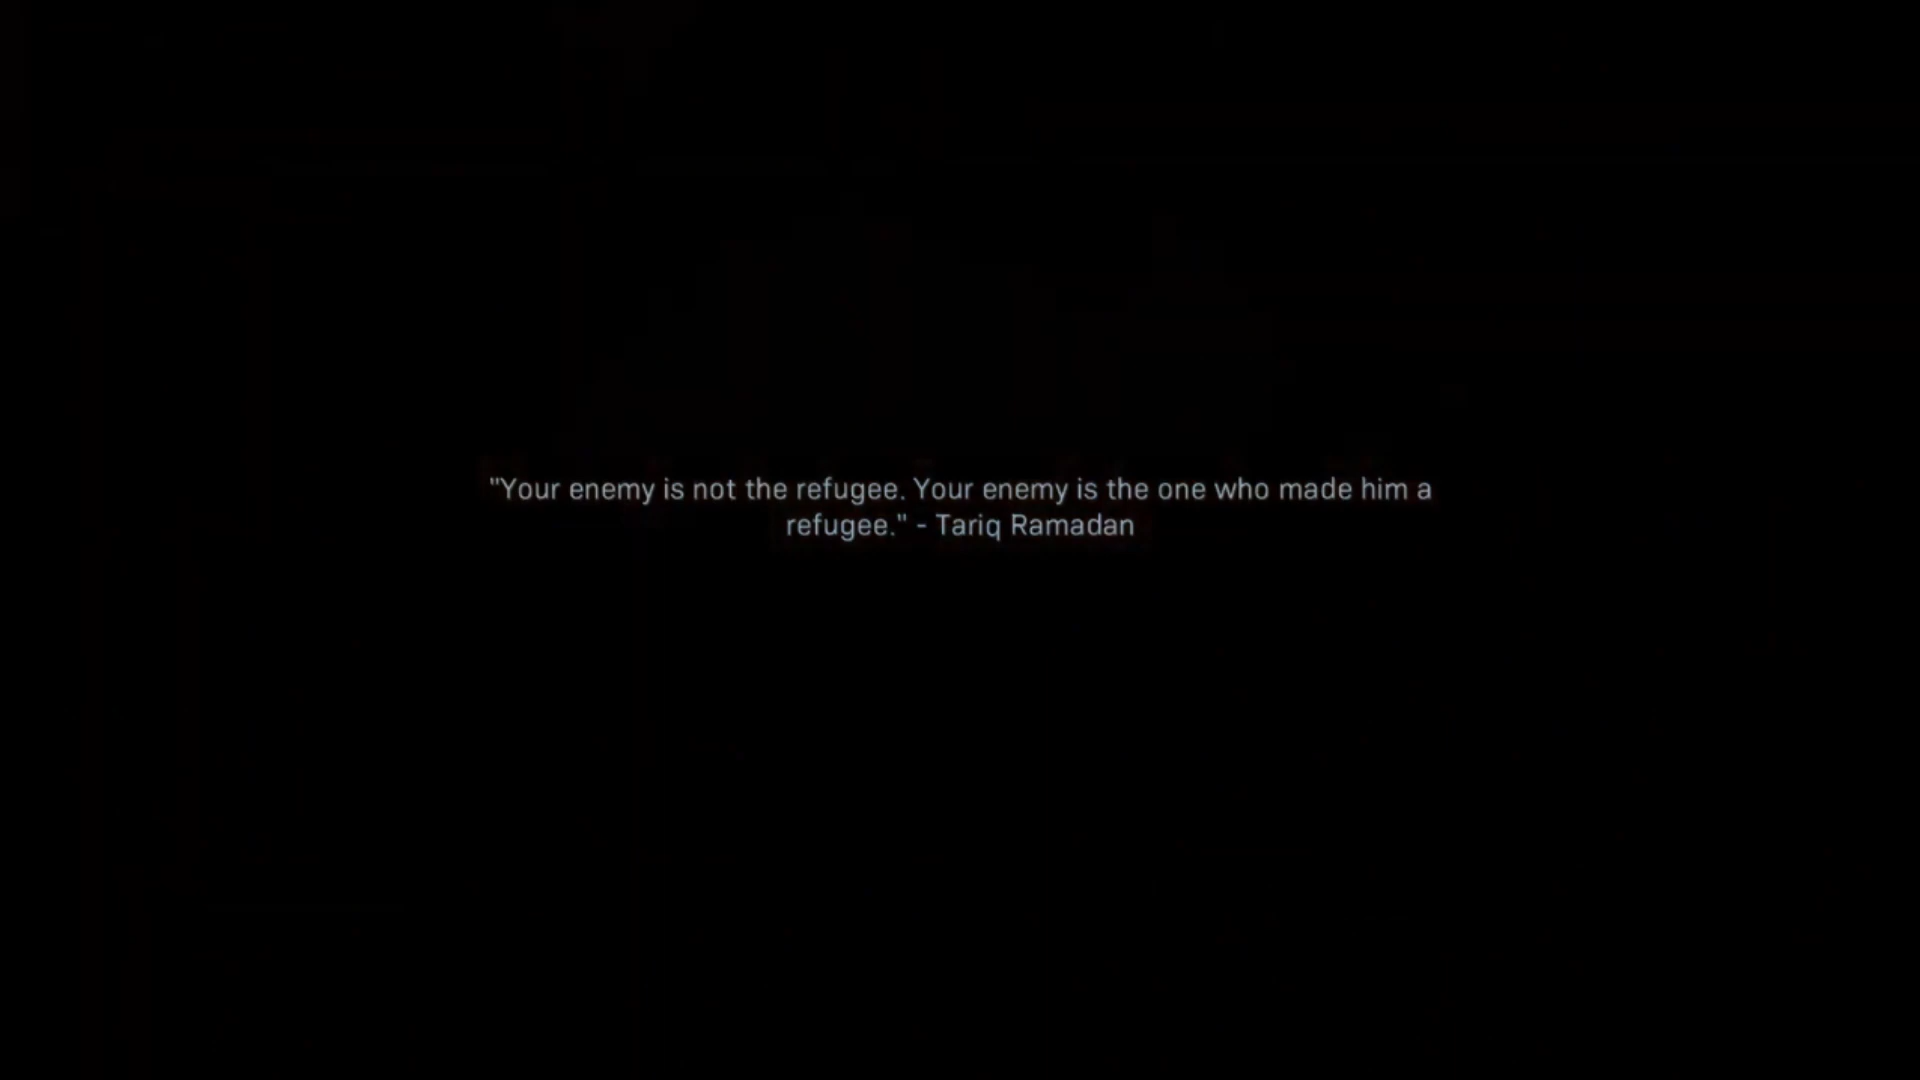 "Your enemy is not the refugee. Your enemy is the one who made him a
refugee." - Tariq Ramadan